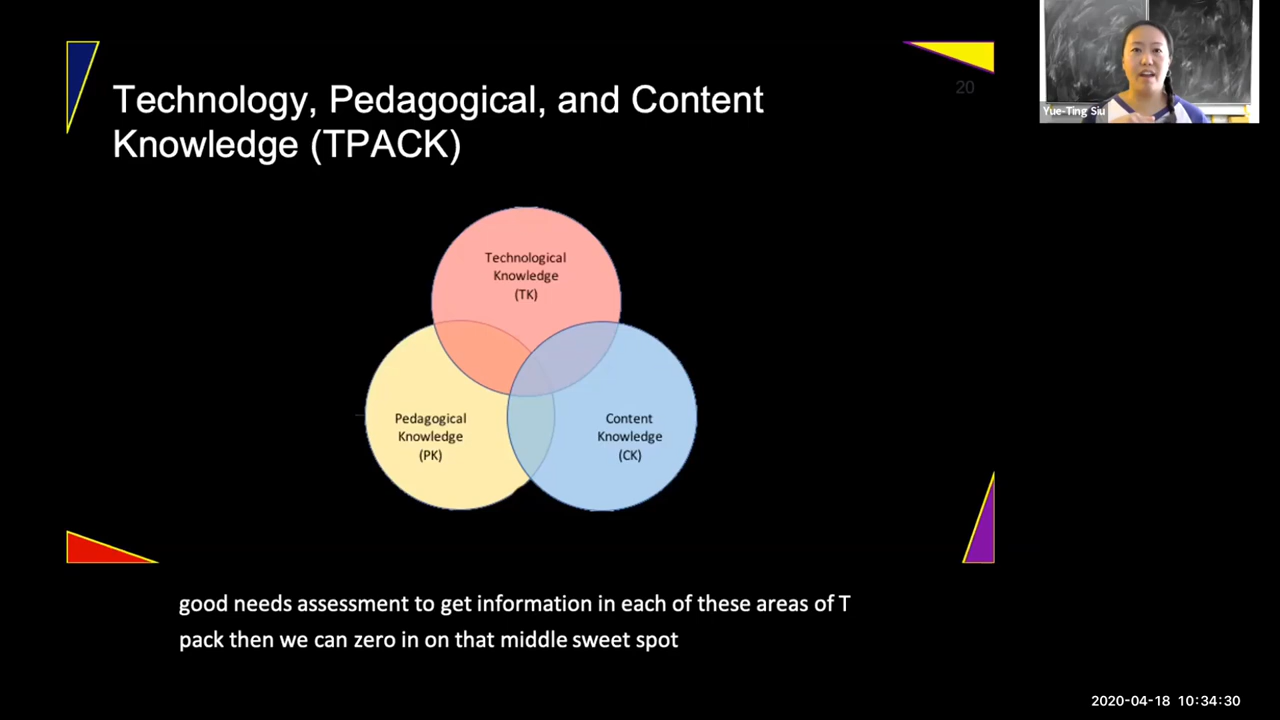 Technology, Pedagogical, and Content
Knowledge (TPACK)
20
Yue-Ting Siu
Technological
Knowledge
(TK)
Pedagogical
Knowledge
(PK)
Content
Knowledge
(CK)
good needs assessment to get information in each of these areas of T
pack then we can zero in on that middle sweet spot
2020-04-18 10:34:30